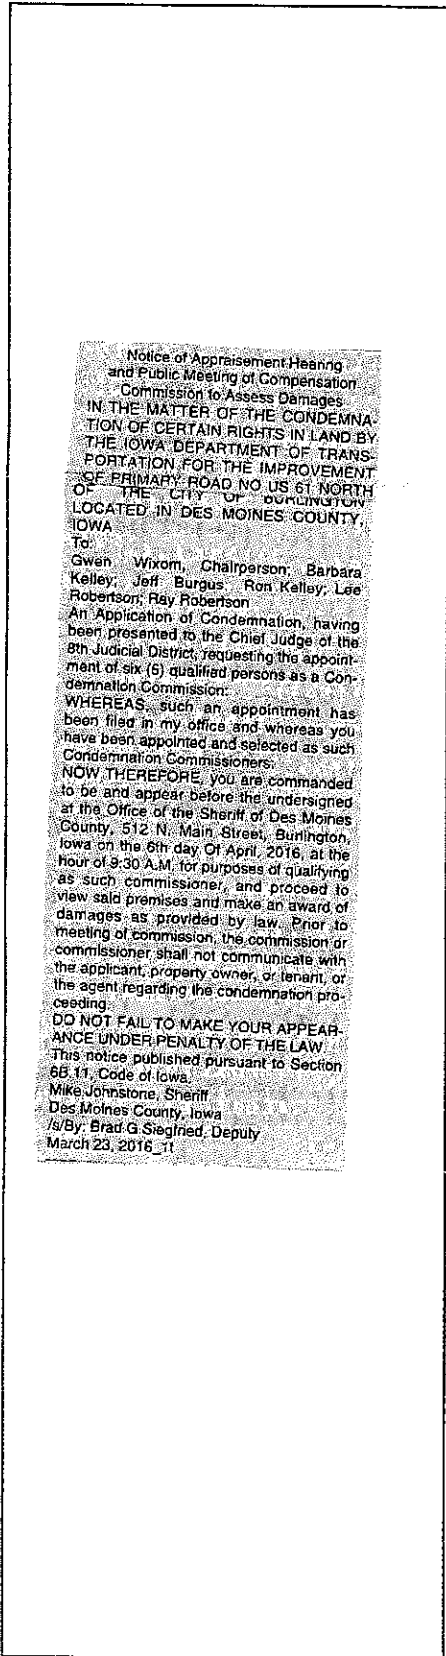 Notice of Appraisement Hearing
and Public Meeting of Compensation
Commission to Assess Damages
IN THE MATTER OF THE CONDEMNA-
TION OF CERTAIN RIGHTS IN LAND BY
THE IOWA DEPARTMENT OF TRANS-
PORTATION FOR THE IMPROVEMENT
OF PRIMARY ROAD NO US 61 NORTH
OF THE CITY OF BURLINGTON
LOCATED IN DES MOINES COUNTY,
IOWA
To:
Gwen Wixom, Chairperson; Barbara
Kelley; Jeff Burgus, Ron Kelley; Lee
Robertson; Ray Robertson
An Application of Condemnation, having
been presented to the Chief Judge of the
8th Judicial District, requesting the appoint-
ment of six (6) qualified persons as a Con-
demnation Commission:
WHEREAS, such an appointment has
been filed in my office and whereas you
have been appointed and selected as such
Condemnation Commissioners:
NOW THEREFORE, you are commanded
to be and appear before the undersigned
at the Office of the Sheriff of Des Moines
County, 512 N. Main Street, Burlington,
Iowa on the 6th day Of April, 2016, at the
hour of 9:30 A.M, for purposes of qualifying
as such commissioner, and proceed to
view said premises and make an award of
damages as provided by law. Prior to
meeting of commission, the commission or
commissioner shall not communicate with
the applicant, property owner, or tenant, or
the agent regarding the condemnation pro-
ceeding.
DO NOT FAIL TO MAKE YOUR APPEAR-
ANCE UNDER PENALTY OF THE LAW
This notice published pursuant to Section
6B.11, Code of Iowa.
Mike Johnstone, Sheriff
Des Moines County, Iowa
/s/By: Brad G Siegfried, Deputy
March 23, 2016_1t